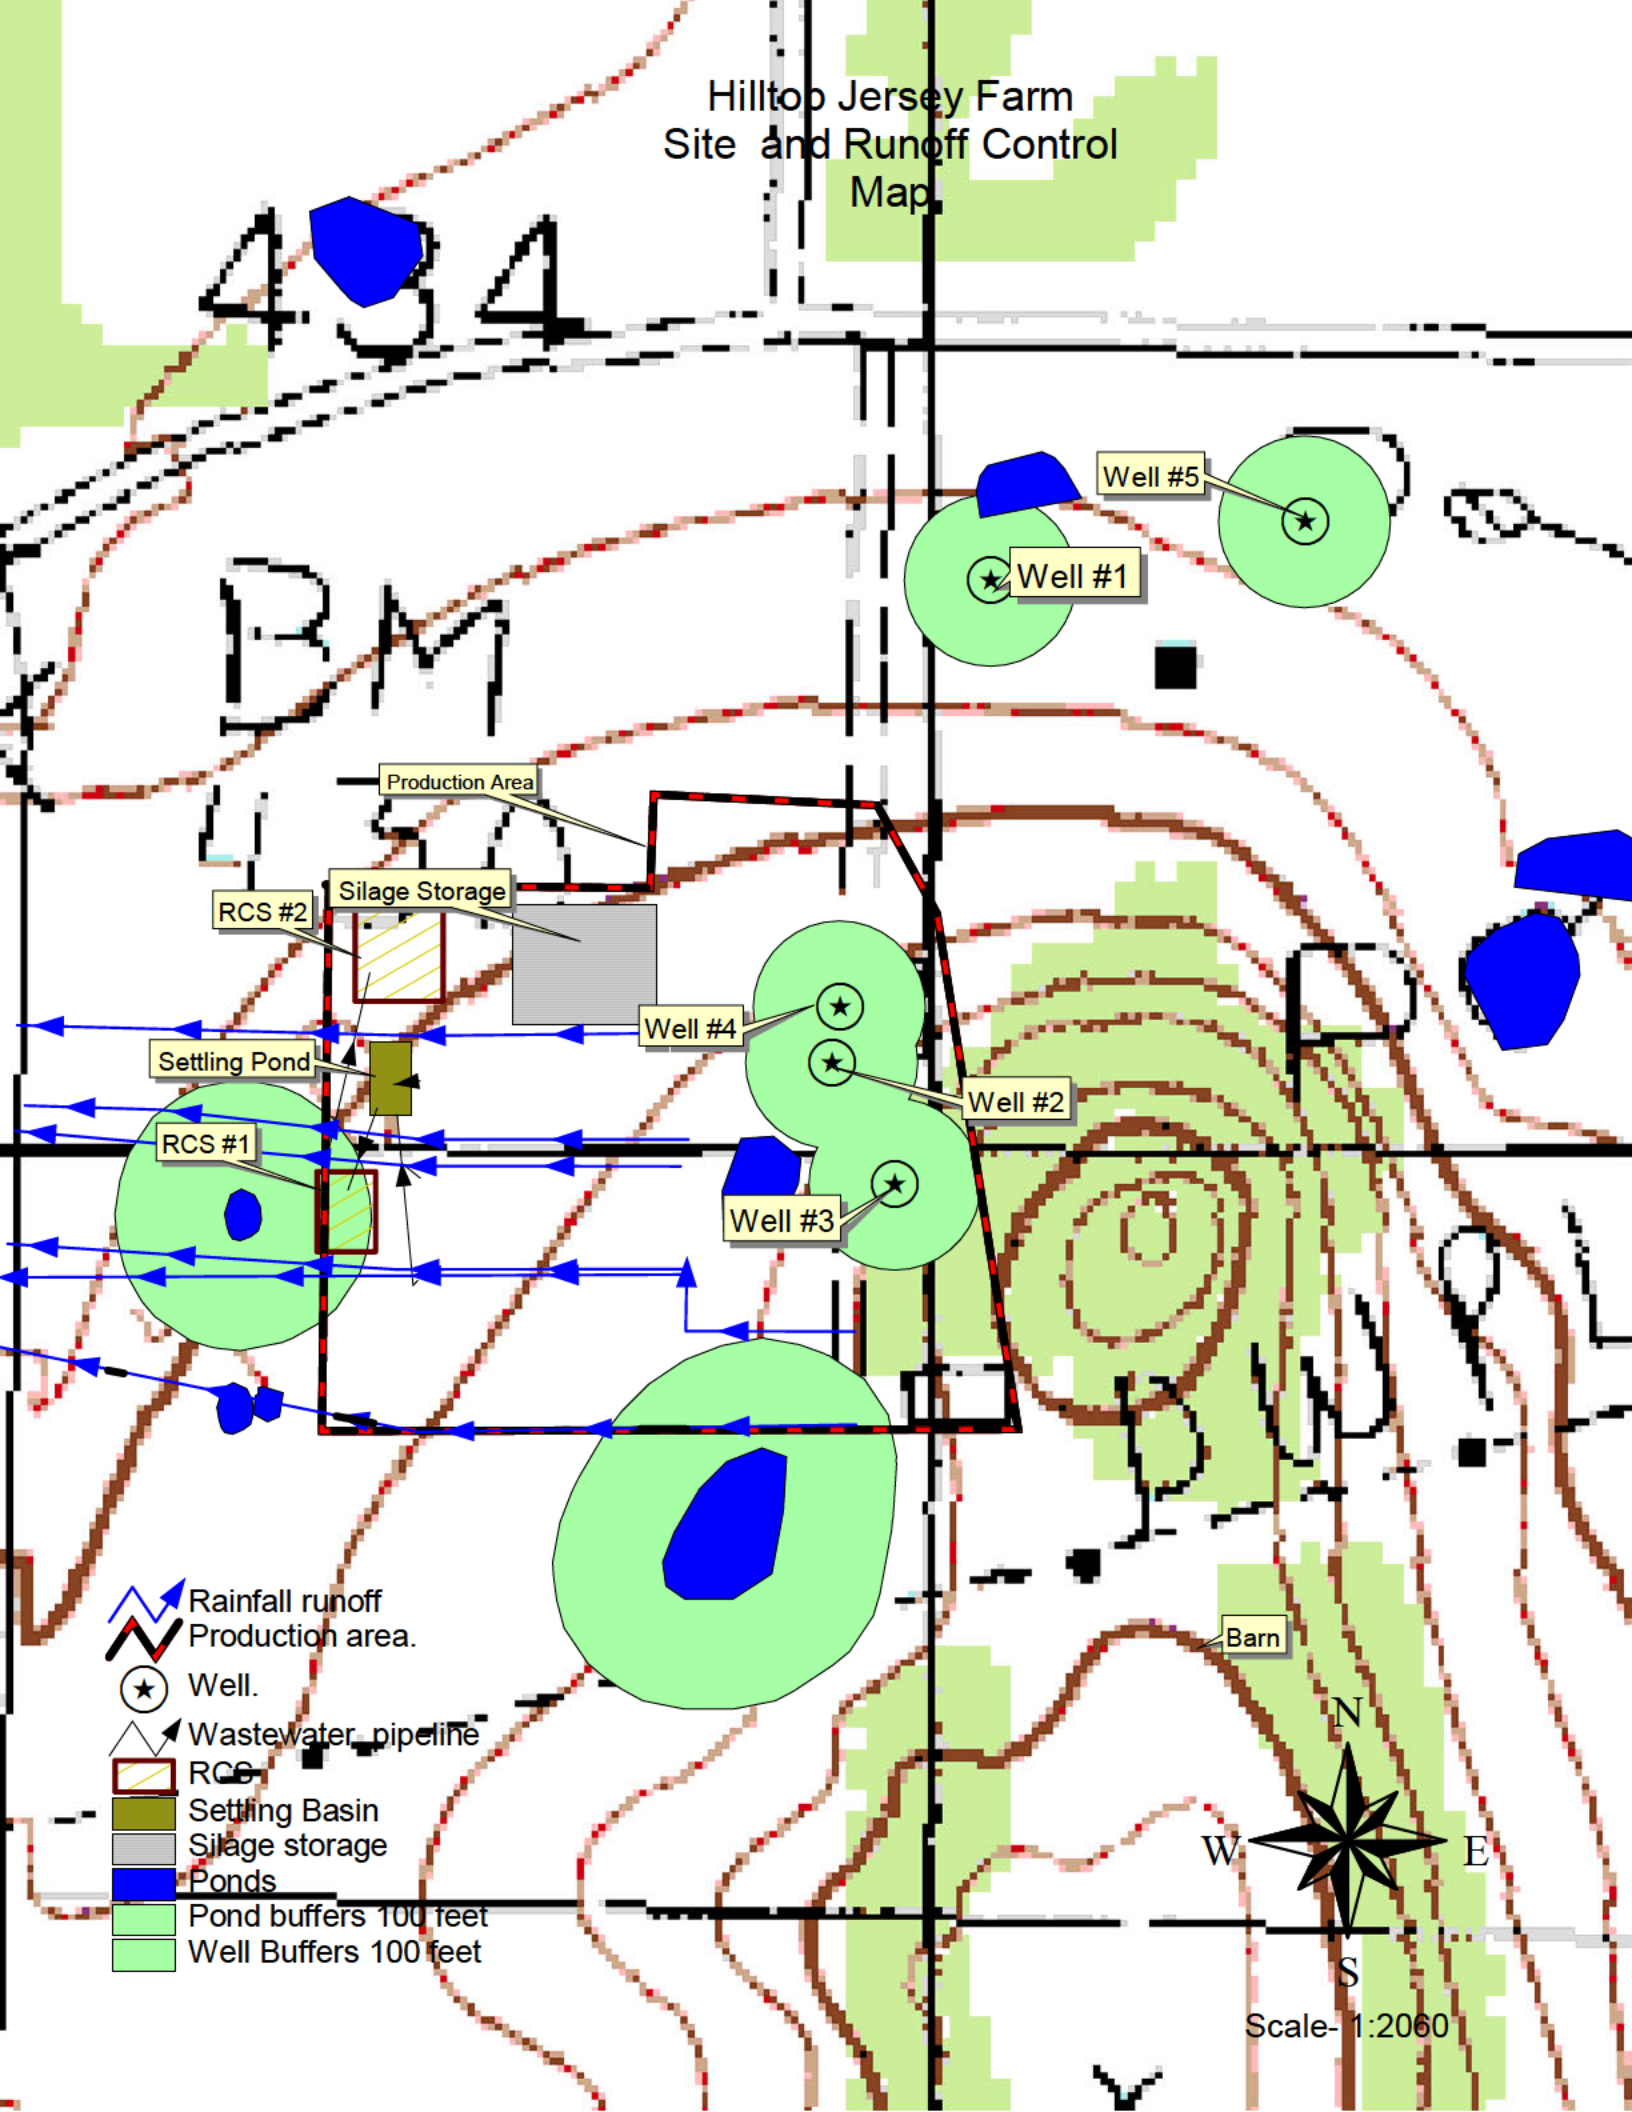 Hilltop Jersey Farm
Site and Runoff Control
Map
434
Well #5
Well #1
BM
Production Area
Silage Storage
RCS #2
Well #4
Settling Pond
Well #2
RCS #1
Well #3
Rainfall runoff
Production area.
Barn
Well.
N
Wastewater pipeline
RCS
Settling Basin
W
E
Silage storage
Ponds
Pond buffers 100 feet
Well Buffers 100 feet
S
Scale- 1:2060